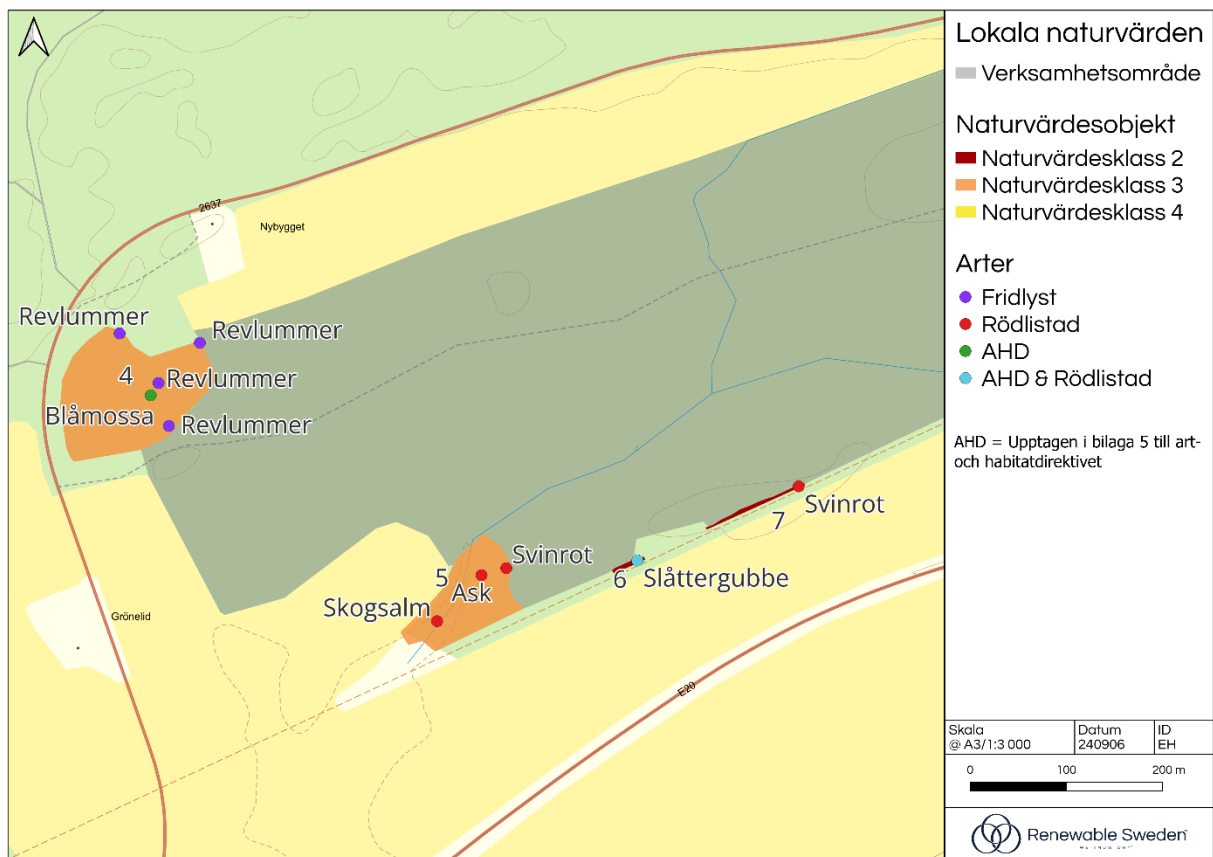 2637
Nybygget
Revlummer
Revlummer
4
Revlummer
Blåmossa
Revlummer
Svinrot
7
Svinrot
5
Ask
6
Slåttergubbe
Skogsalm
Grönelid
E20
Lokala naturvärden
Verksamhetsområde
Naturvärdesobjekt
Naturvärdesklass 2
Naturvärdesklass 3
Naturvärdesklass 4
Arter
Fridlyst
Rödlistad
AHD
AHD & Rödlistad
AHD = Upptagen i bilaga 5 till art-
och habitatdirektivet
Skala
@ A3/1:3 000
Datum
240906
ID
EH
0 100 200 m
Renewable Sweden